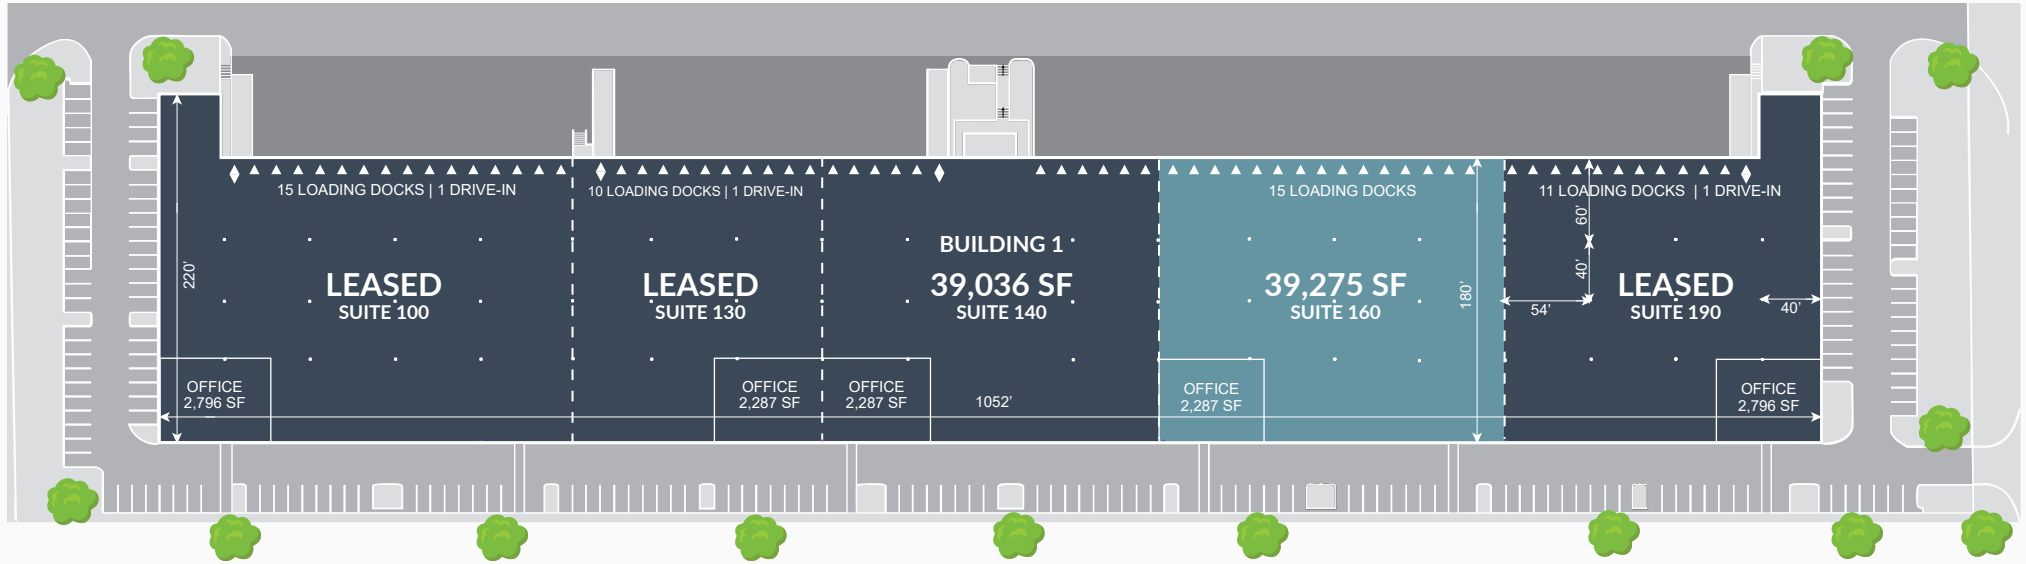 15 LOADING DOCKS | 1 DRIVE-IN
10 LOADING DOCKS | 1 DRIVE-IN
15 LOADING DOCKS
11 LOADING DOCKS | 1 DRIVE-IN
220’
LEASED
SUITE 100
LEASED
SUITE 130
BUILDING 1
39,036 SF
SUITE 140
39,275 SF
SUITE 160
180’
60’
40’
54’
LEASED
SUITE 190
40’
OFFICE
2,796 SF
OFFICE
2,287 SF
OFFICE
2,287 SF
1052’
OFFICE
2,287 SF
OFFICE
2,796 SF